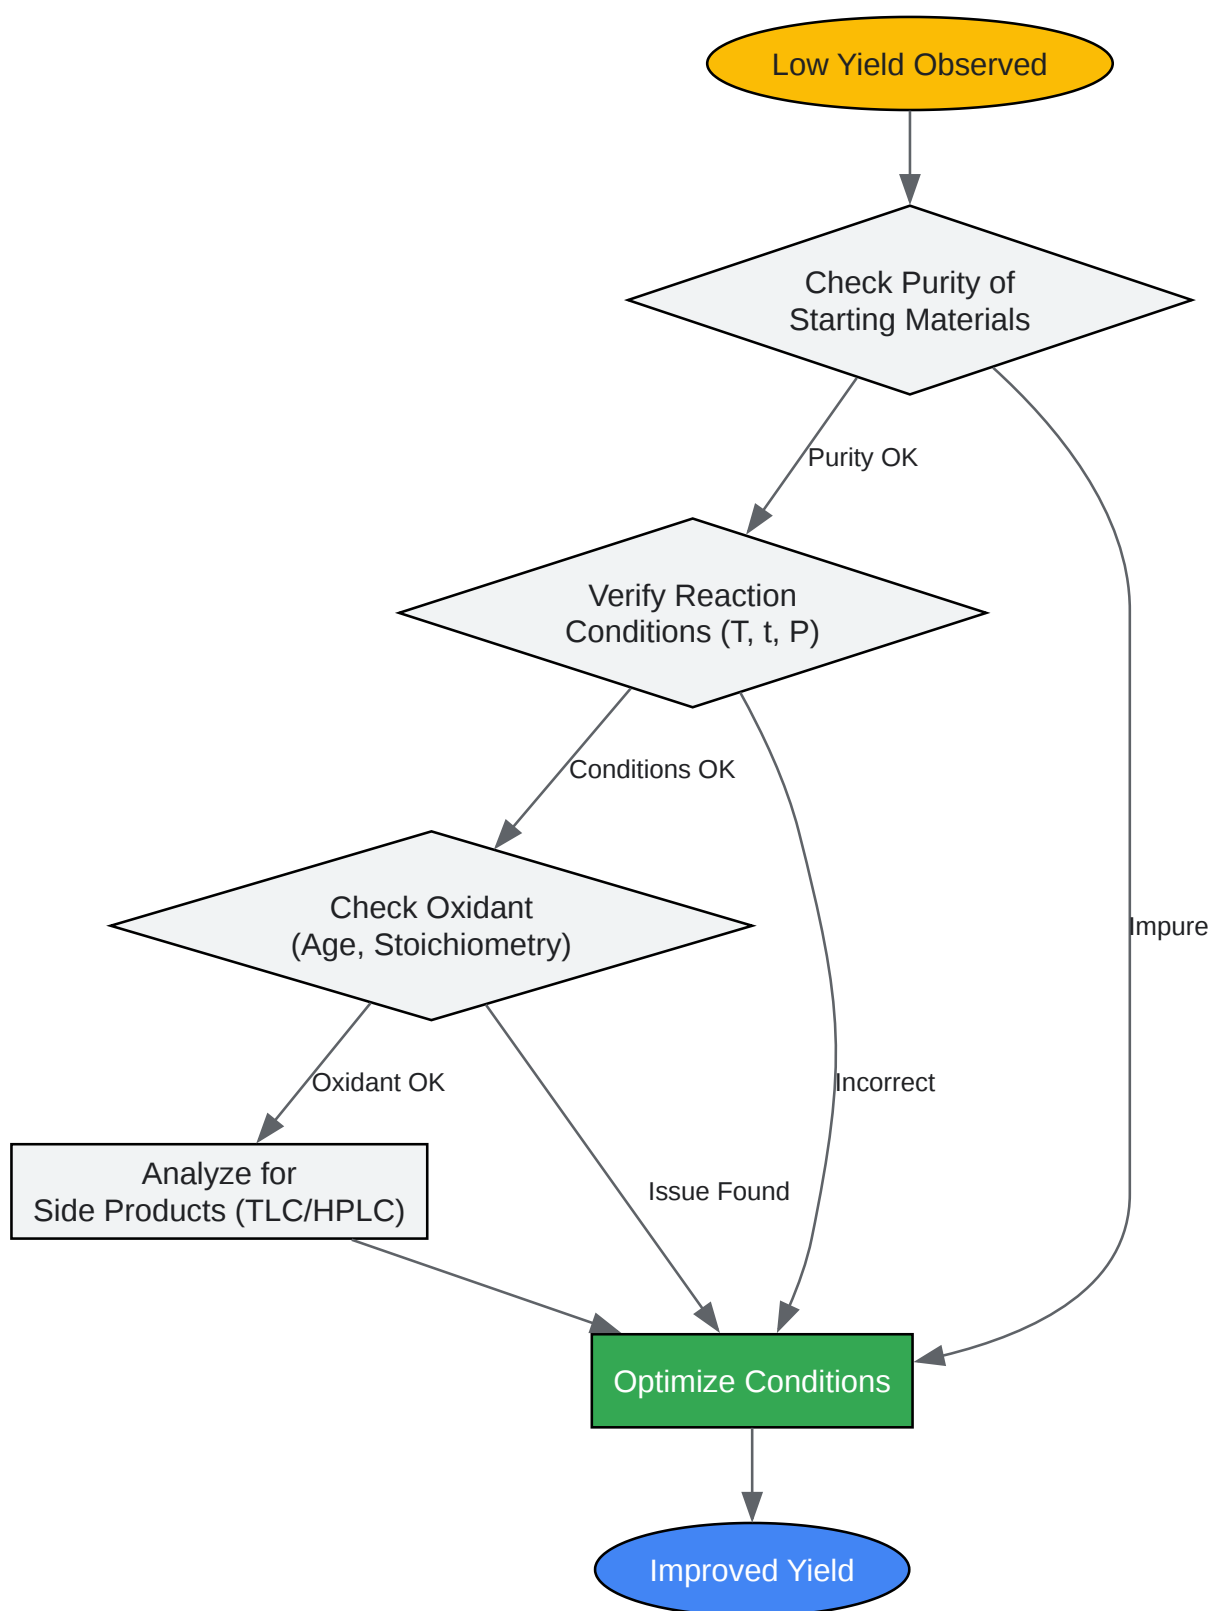 Low Yield Observed
Check Purity of
Starting Materials
Purity OK
Verify Reaction
Conditions (T, t, P)
Conditions OK
Check Oxidant
(Age, Stoichiometry)
Impure
Oxidant OK
Incorrect
Analyze for
Side Products (TLC/HPLC)
Issue Found
Optimize Conditions
Improved Yield